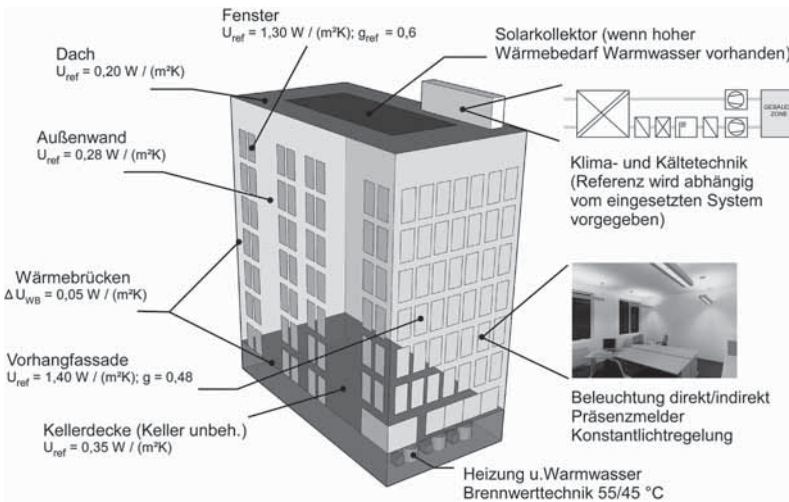 Fenster
U_ref = 1,30 W / (m²K); g_ref = 0,6
Dach
U_ref = 0,20 W / (m²K)
Außenwand
U_ref = 0,28 W / (m²K)
Wärmebrücken
Δ U_WB = 0,05 W / (m²K)
Vorhangfassade
U_ref = 1,40 W / (m²K); g = 0,48
Kellerdecke (Keller unbeh.)
U_ref = 0,35 W / (m²K)
Solarkollektor (wenn hoher
Wärmebedarf Warmwasser vorhanden)
GEBÄUDE
ZONE
Klima- und Kältetechnik
(Referenz wird abhängig
vom eingesetzten System
vorgegeben)
Beleuchtung direkt/indirekt
Präsenzmelder
Konstantlichtregelung
Heizung u.Warmwasser
Brennwerttechnik 55/45 °C